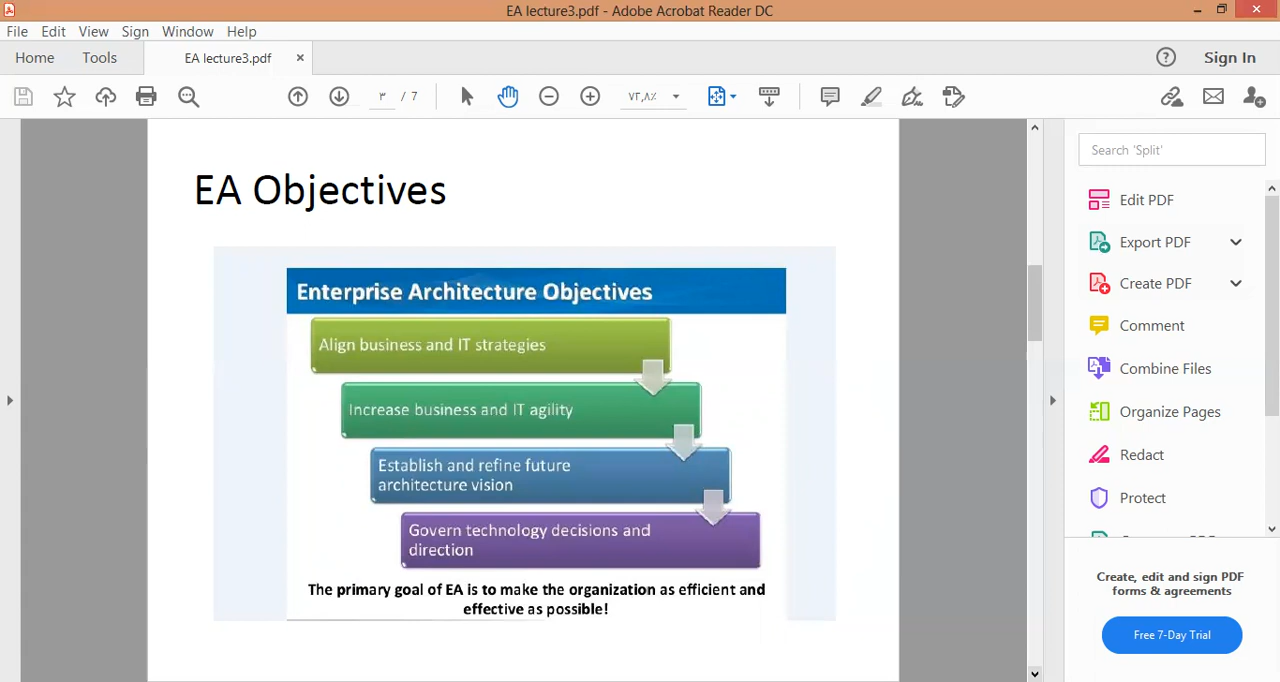 EA lecture3.pdf - Adobe Acrobat Reader DC
File Edit View Sign Window Help
Home Tools EA lecture3.pdf × Sign In
٣ / 7 ٧٣,٨٪
EA Objectives
Enterprise Architecture Objectives
Align business and IT strategies
Increase business and IT agility
Establish and refine future
architecture vision
Govern technology decisions and
direction
The primary goal of EA is to make the organization as efficient and
effective as possible!
Search 'Split'
Edit PDF
Export PDF
Create PDF
Comment
Combine Files
Organize Pages
Redact
Protect
Create, edit and sign PDF
forms & agreements
Free 7-Day Trial